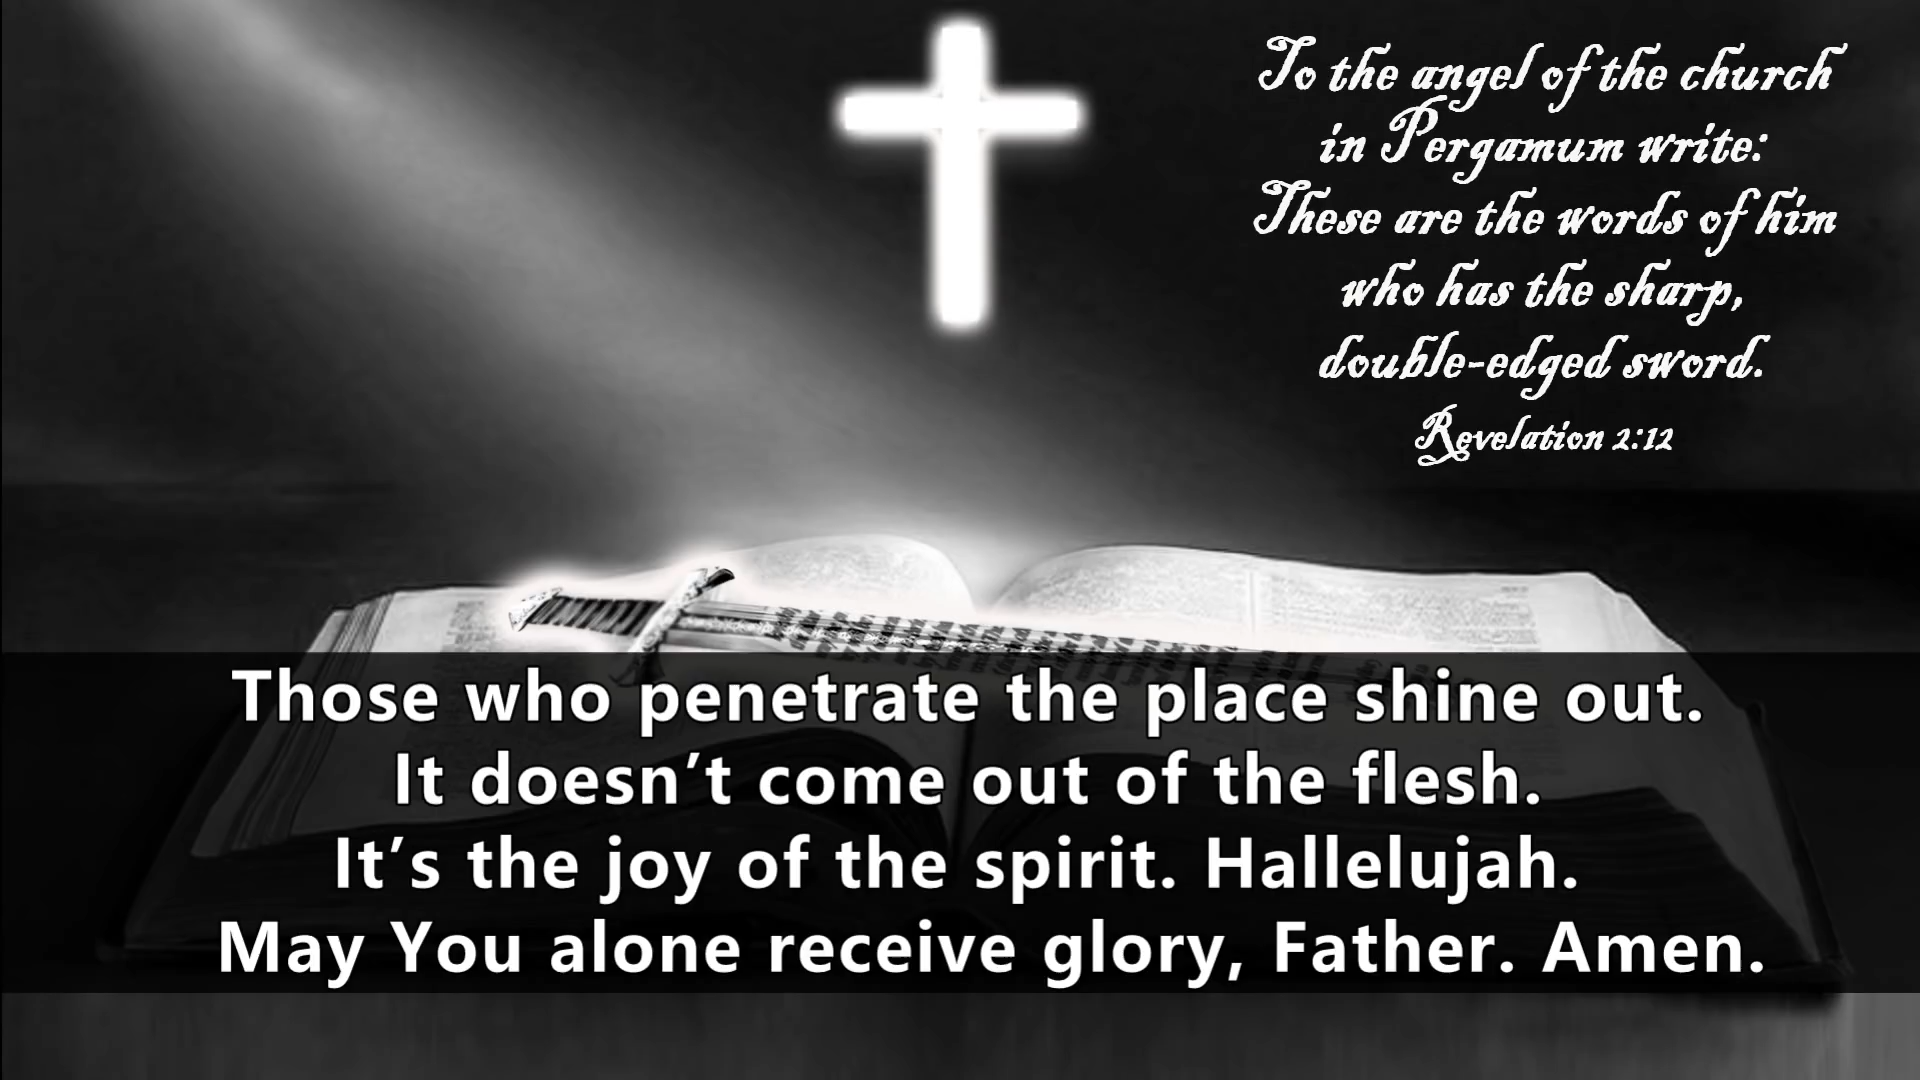 To the angel of the church
in Pergamum write:
These are the words of him
who has the sharp,
double-edged sword.
Revelation 2:12
Those who penetrate the place shine out.
It doesn’t come out of the flesh.
It’s the joy of the spirit. Hallelujah.
May You alone receive glory, Father. Amen.